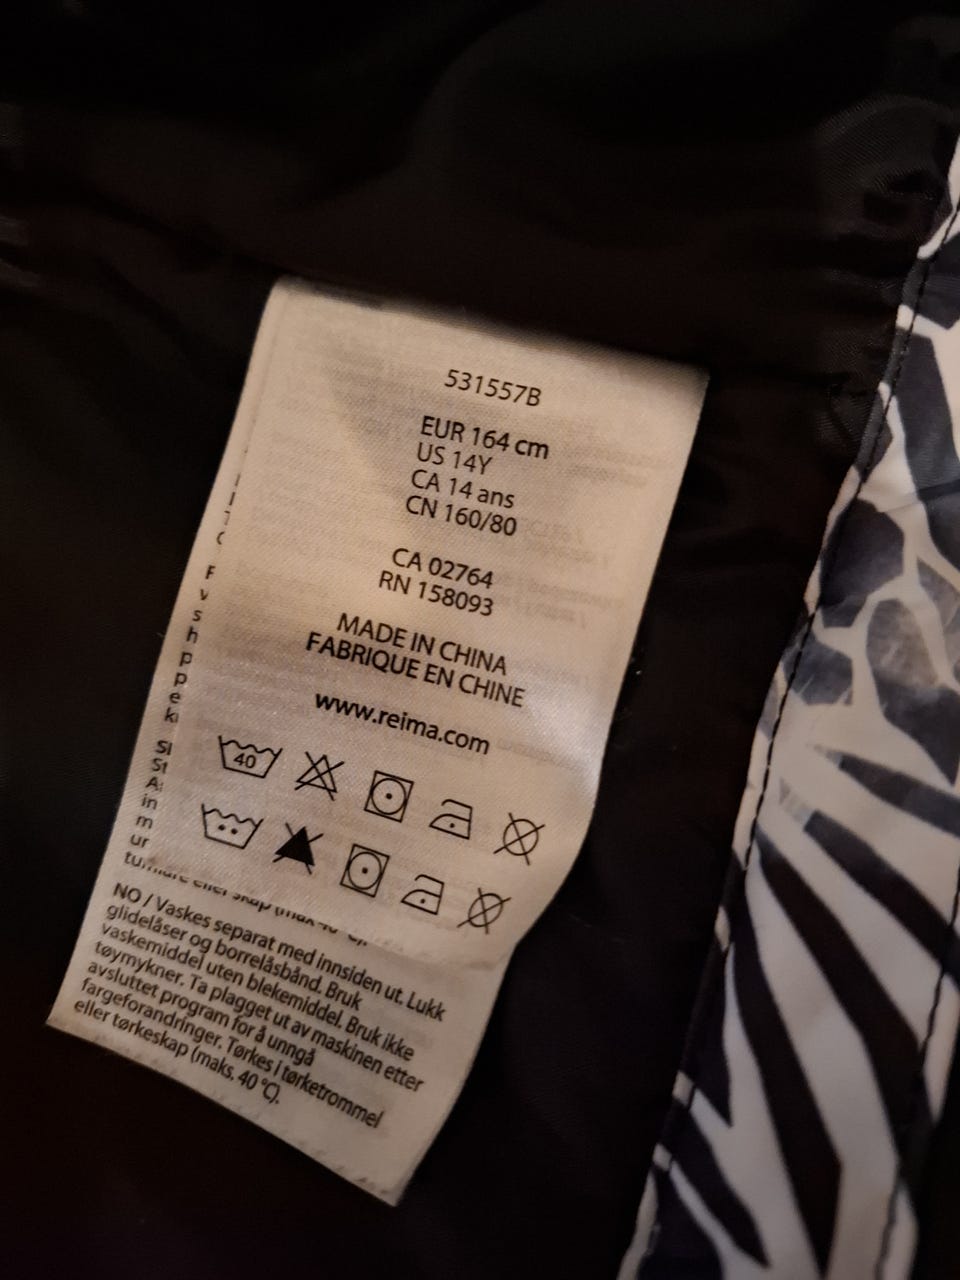 531557B
EUR 164 cm
US 14Y
CA 14 ans
CN 160/80
CA 02764
RN 158093
MADE IN CHINA
FABRIQUE EN CHINE
www.reima.com
40
NO / Vaskes separat med innsiden ut. Lukk
glidelåser og borrelåsbånd. Bruk
vaskemiddel uten blekemiddel. Bruk ikke
tøymykner. Ta plagget ut av maskinen etter
avsluttet program for å unngå
fargeforandringer. Tørkes i tørketrommel
eller tørkeskap (maks. 40 °C).